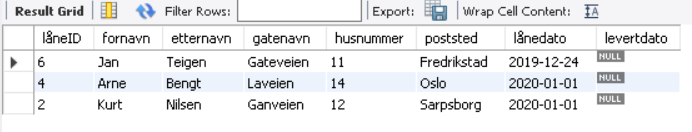 Result Grid Filter Rows: Export: Wrap Cell Content: IA
låneID fornavn etternavn gatenavn husnummer poststed lånedato levertdato
6 Jan Teigen Gateveien 11 Fredrikstad 2019-12-24 NULL
4 Arne Bengt Laveien 14 Oslo 2020-01-01 NULL
2 Kurt Nilsen Ganveien 12 Sarpsborg 2020-01-01 NULL